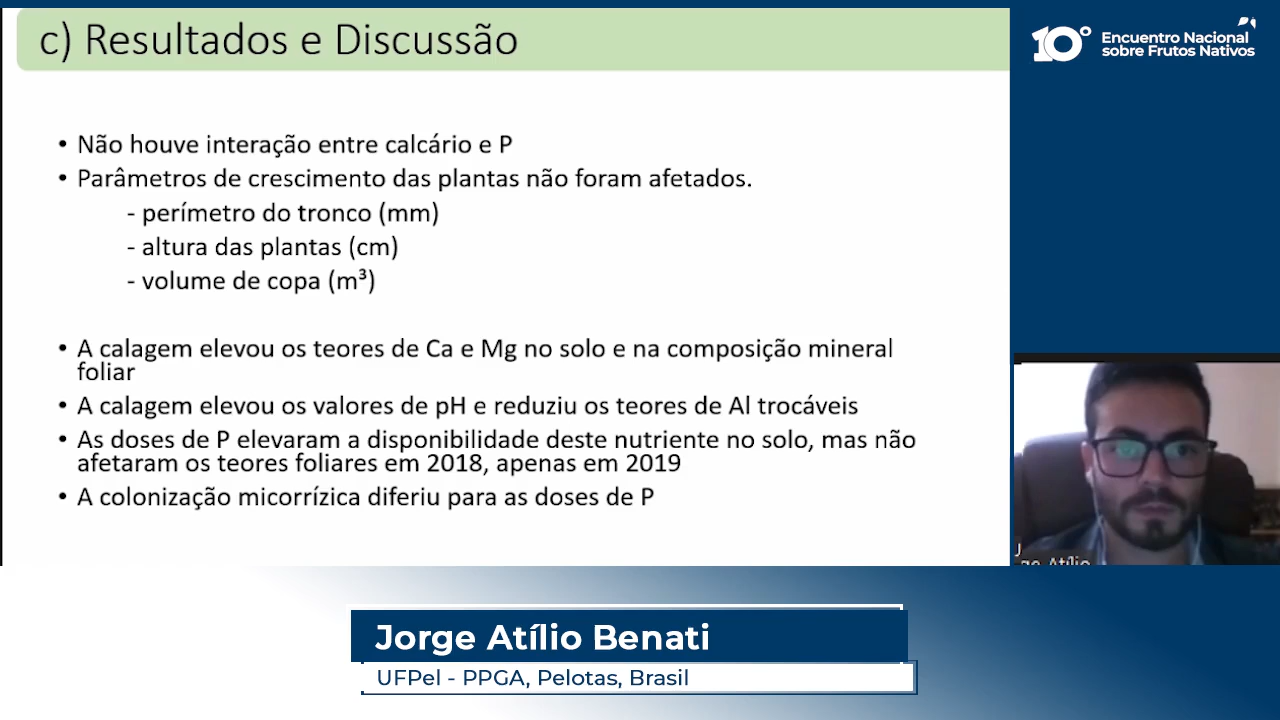 c) Resultados e Discussão
10º Encuentro Nacional
sobre Frutos Nativos
• Não houve interação entre calcário e P
• Parâmetros de crescimento das plantas não foram afetados.
- perímetro do tronco (mm)
- altura das plantas (cm)
- volume de copa (m³)
• A calagem elevou os teores de Ca e Mg no solo e na composição mineral
foliar
• A calagem elevou os valores de pH e reduziu os teores de Al trocáveis
• As doses de P elevaram a disponibilidade deste nutriente no solo, mas não
afetaram os teores foliares em 2018, apenas em 2019
• A colonização micorrízica diferiu para as doses de P
Atílio
Jorge Atílio Benati
UFPel - PPGA, Pelotas, Brasil